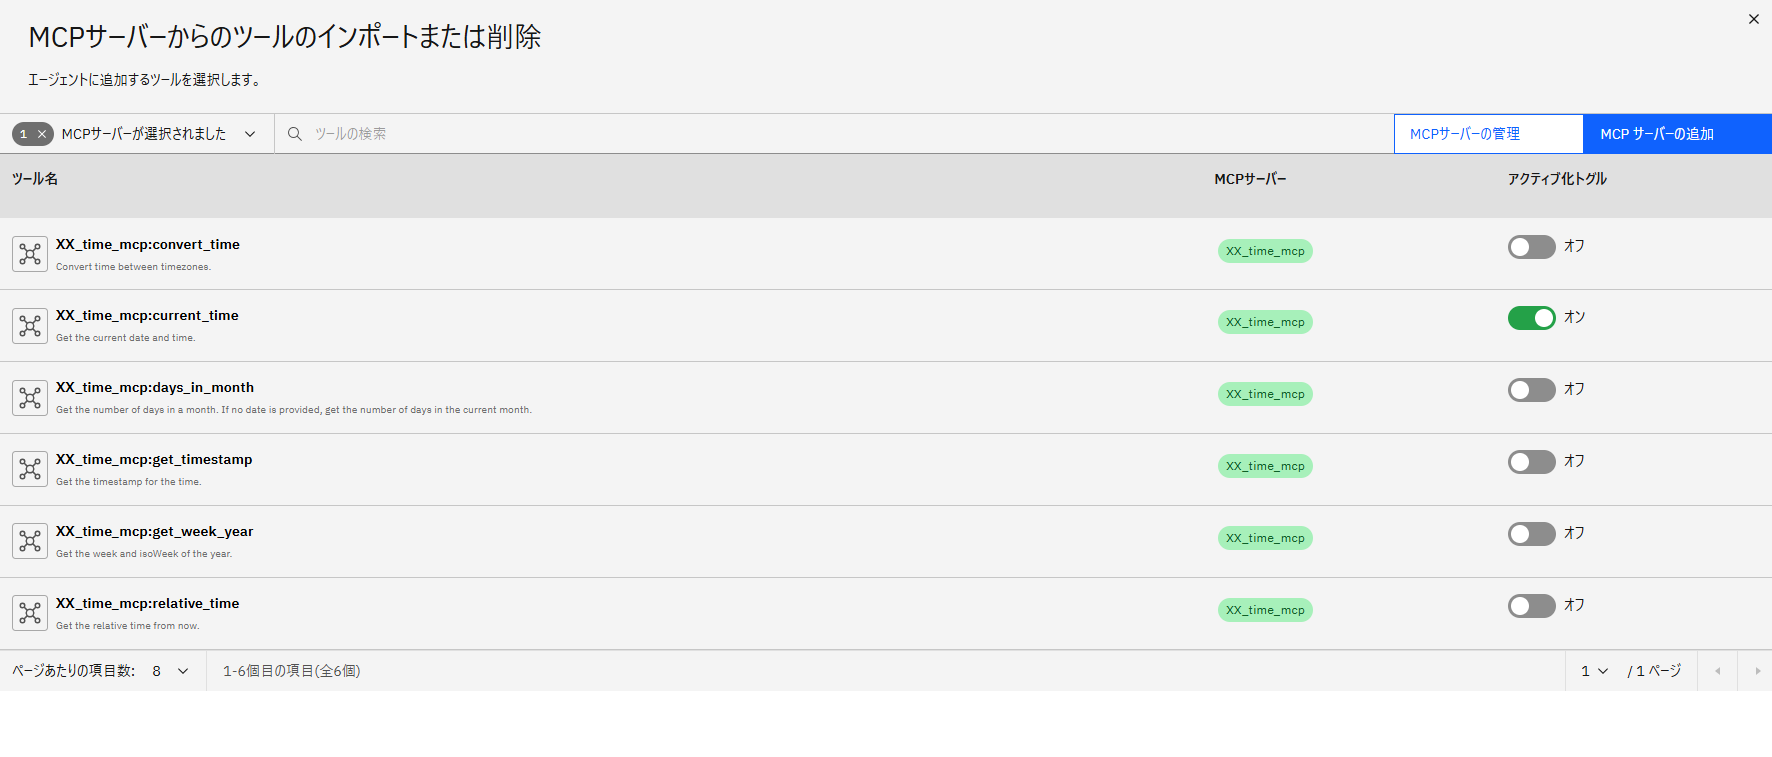 MCPサーバーからのツールのインポートまたは削除
エージェントに追加するツールを選択します。
1 MCPサーバーが選択されました ツールの検索 MCPサーバーの管理 MCP サーバーの追加
ツール名 MCPサーバー アクティブ化トグル
XX_time_mcp:convert_time XX_time_mcp オフ
Convert time between timezones.
XX_time_mcp:current_time XX_time_mcp オン
Get the current date and time.
XX_time_mcp:days_in_month XX_time_mcp オフ
Get the number of days in a month. If no date is provided, get the number of days in the current month.
XX_time_mcp:get_timestamp XX_time_mcp オフ
Get the timestamp for the time.
XX_time_mcp:get_week_year XX_time_mcp オフ
Get the week and isoWeek of the year.
XX_time_mcp:relative_time XX_time_mcp オフ
Get the relative time from now.
ページあたりの項目数: 8 1-6個目の項目(全6個) 1 / 1 ページ